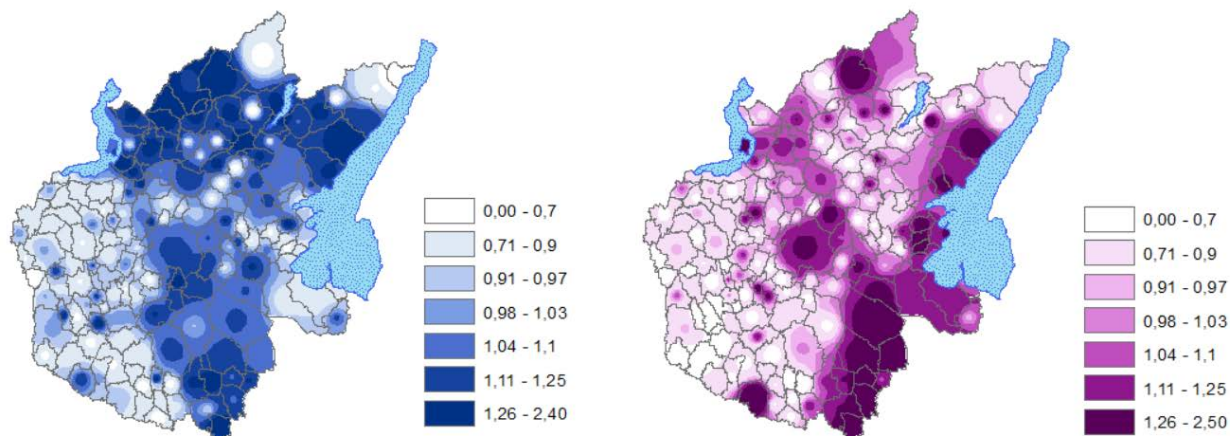 0,00 - 0,7
0,71 - 0,9
0,91 - 0,97
0,98 - 1,03
1,04 - 1,1
1,11 - 1,25
1,26 - 2,40
0,00 - 0,7
0,71 - 0,9
0,91 - 0,97
0,98 - 1,03
1,04 - 1,1
1,11 - 1,25
1,26 - 2,50